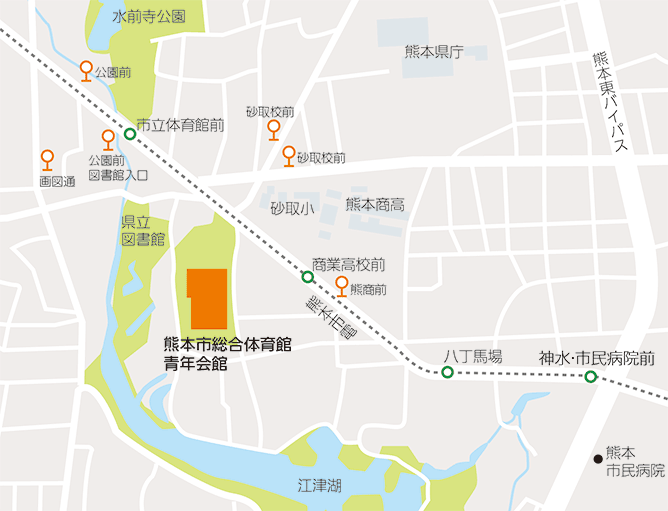 水前寺公園
熊本県庁
公園前
熊本東バイパス
砂取校前
市立体育館前
公園前
図書館入口
砂取校前
画図通
砂取小
熊本商高
県立
図書館
商業高校前
熊商前
熊本市電
熊本市総合体育館
青年会館
八丁馬場
神水・市民病院前
熊本
市民病院
江津湖